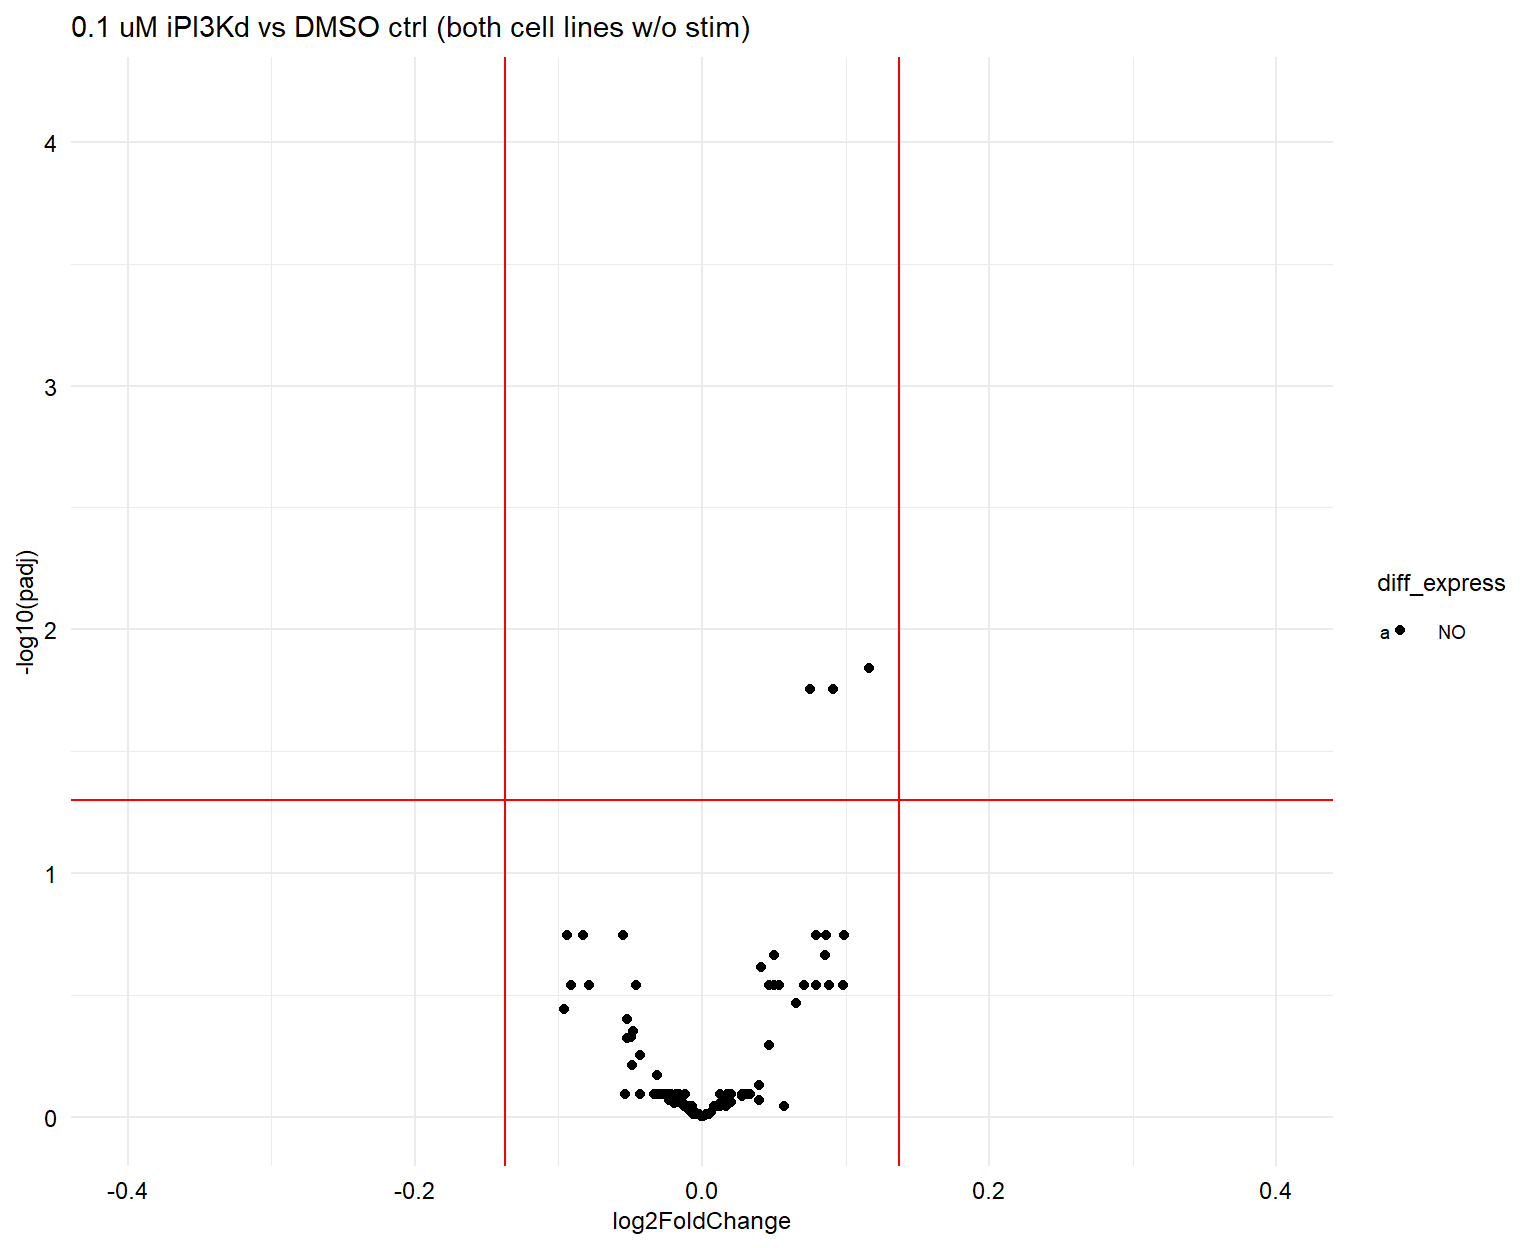 0.1 uM iPI3Kd vs DMSO ctrl (both cell lines w/o stim)
4
3
2
1
0
-log10(padj)
-0.4 -0.2 0.0 0.2 0.4
log2FoldChange
diff_express
a NO